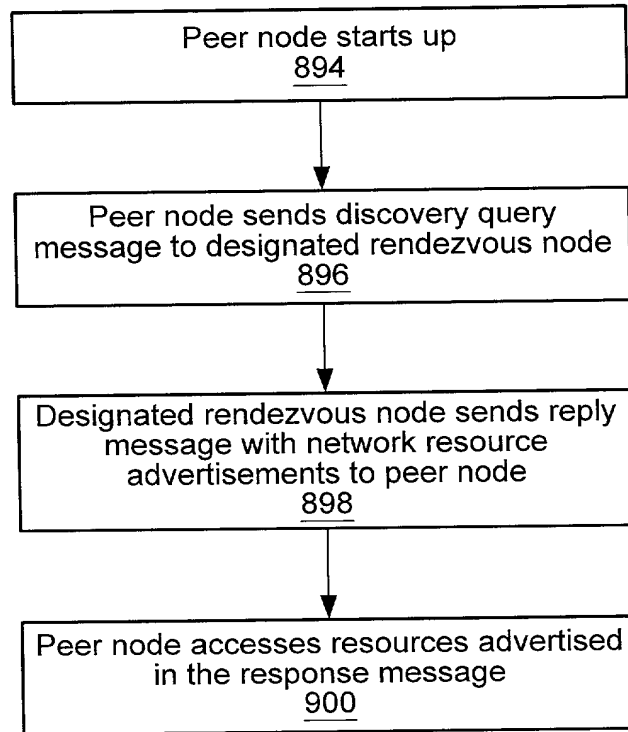 Peer node starts up
894
Peer node sends discovery query
message to designated rendezvous node
896
Designated rendezvous node sends reply
message with network resource
advertisements to peer node
898
Peer node accesses resources advertised
in the response message
900